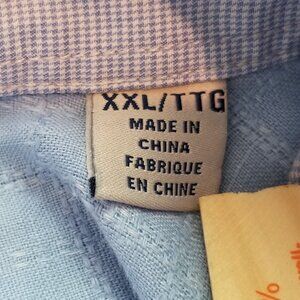 XXL/TTG
MADE IN
CHINA
FABRIQUE
EN CHINE
%